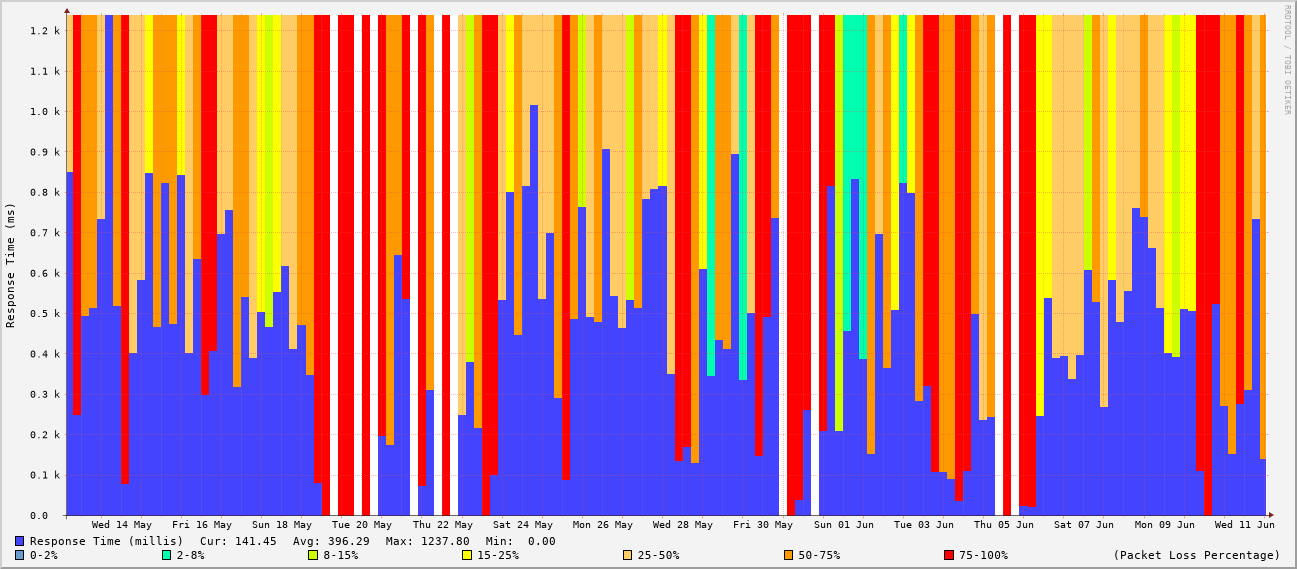 RRDTOOL / TOBI OETIKER
Response Time (ms)
1.2 k
1.1 k
1.0 k
0.9 k
0.8 k
0.7 k
0.6 k
0.5 k
0.4 k
0.3 k
0.2 k
0.1 k
0.0
Wed 14 May Fri 16 May Sun 18 May Tue 20 May Thu 22 May Sat 24 May Mon 26 May Wed 28 May Fri 30 May Sun 01 Jun Tue 03 Jun Thu 05 Jun Sat 07 Jun Mon 09 Jun Wed 11 Jun
Response Time (millis) Cur: 141.45 Avg: 396.29 Max: 1237.80 Min: 0.00
0-2% 2-8% 8-15% 15-25% 25-50% 50-75% 75-100% (Packet Loss Percentage)